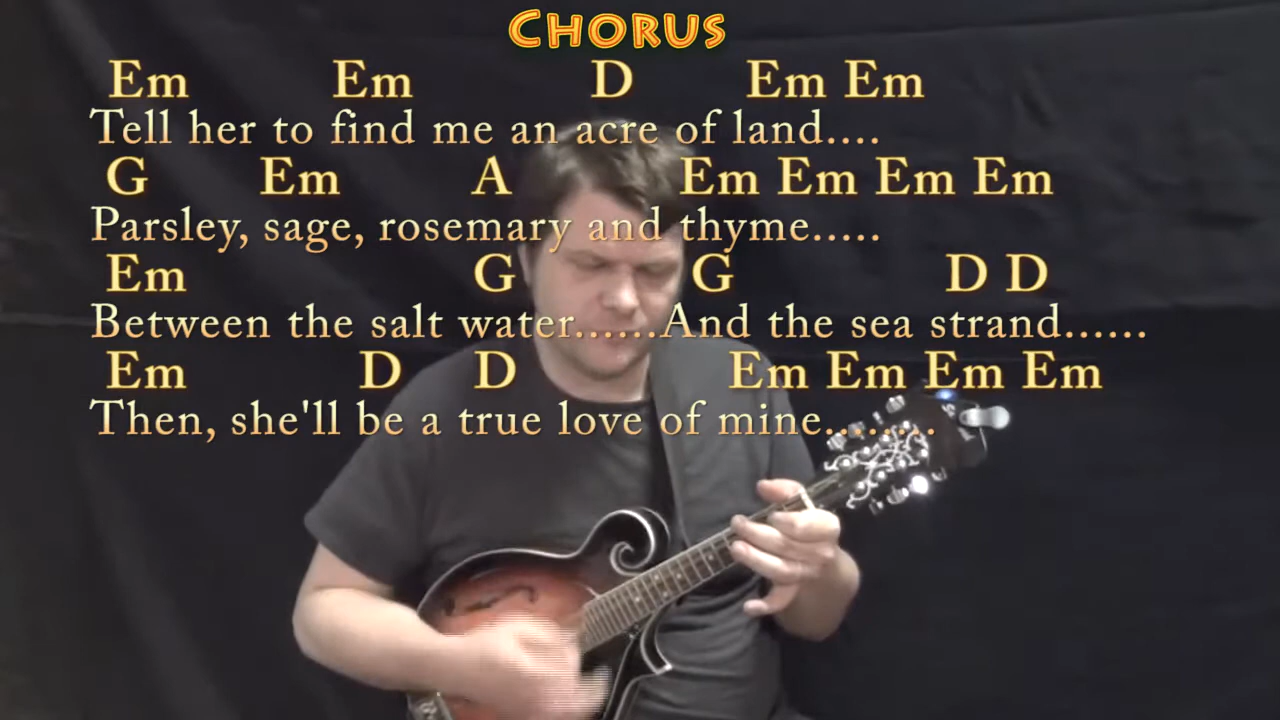 CHORUS
Em Em D Em Em
Tell her to find me an acre of land....
G Em A Em Em Em Em
Parsley, sage, rosemary and thyme.....
Em G G D D
Between the salt water......And the sea strand......
Em D D Em Em Em Em
Then, she'll be a true love of mine........